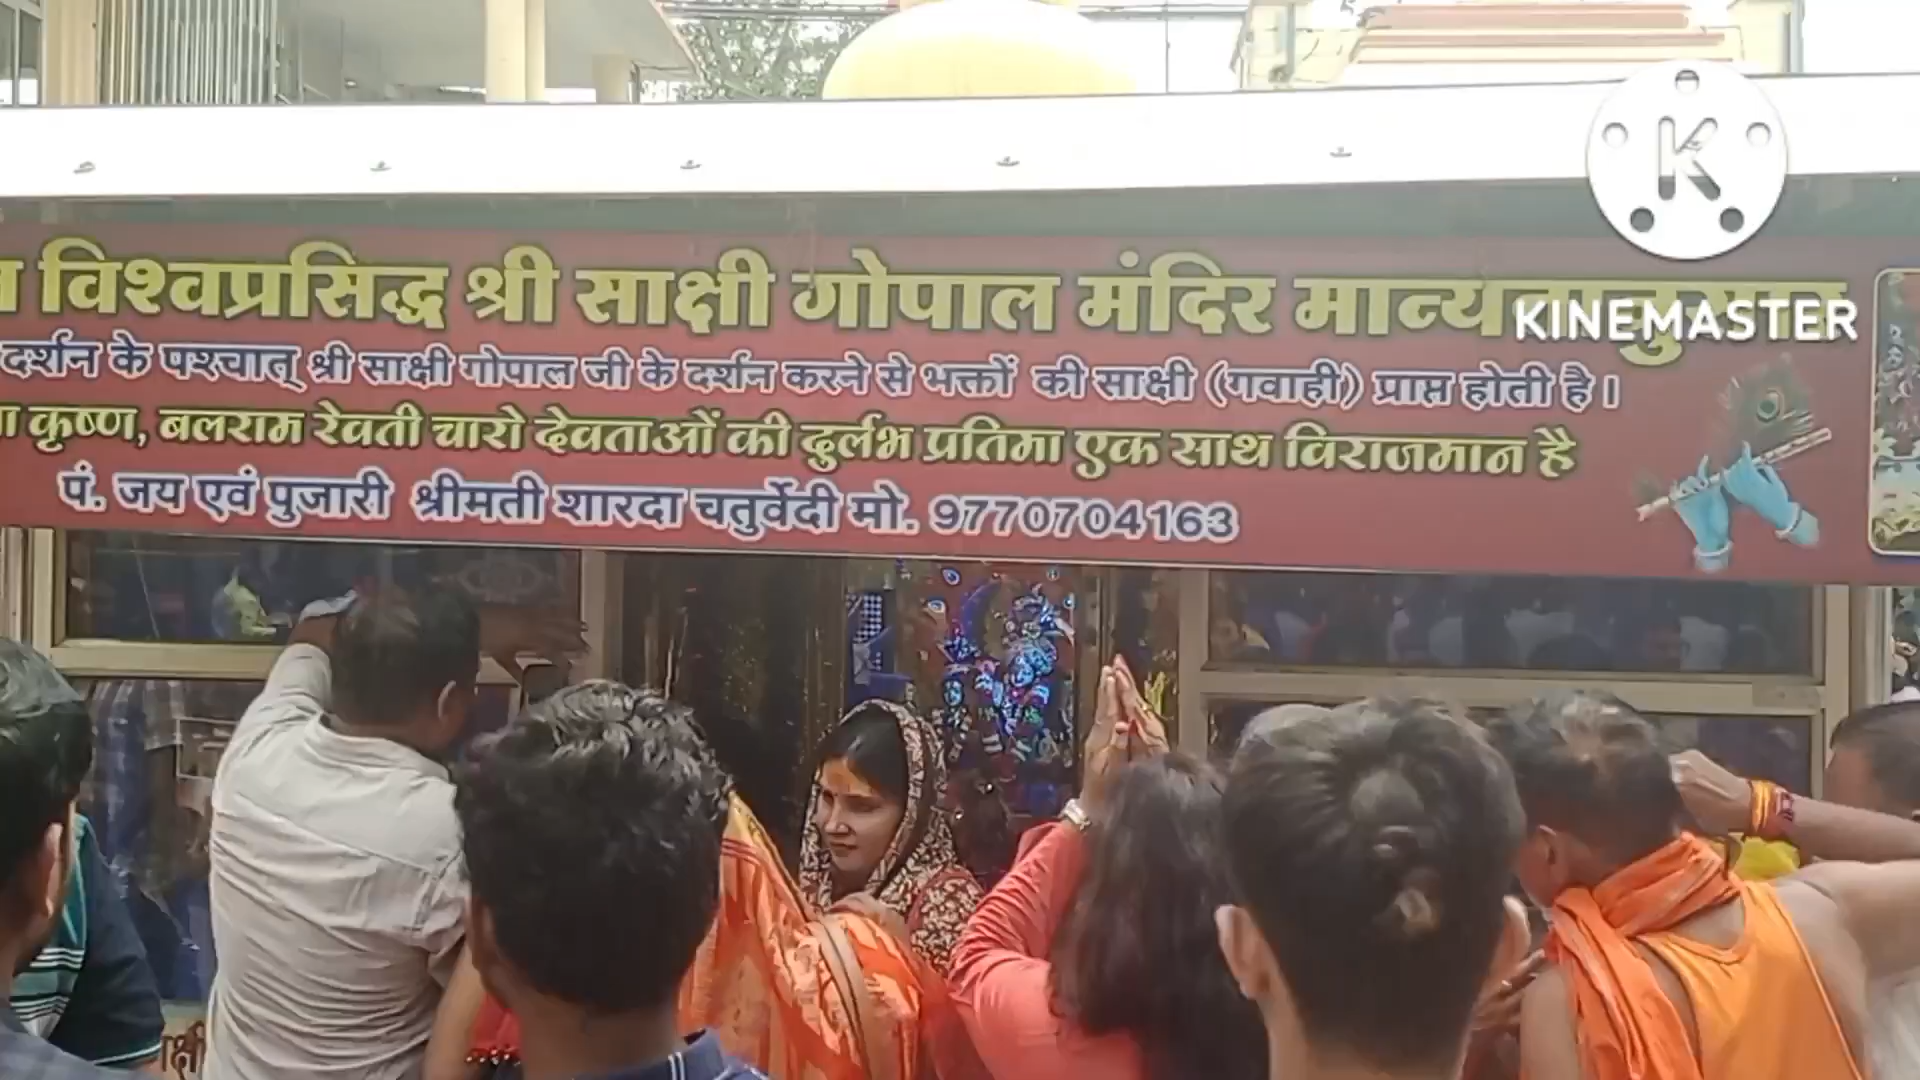 विश्वप्रसिद्ध श्री साक्षी गोपाल मंदिर मान्यतानुसार
दर्शन के पश्चात् श्री साक्षी गोपाल जी के दर्शन करने से भक्तों की साक्षी (गवाही) प्राप्त होती है।
कृष्ण, बलराम रेवती चारो देवताओं की दुर्लभ प्रतिमा एक साथ विराजमान है
पं. जय एवं पुजारी श्रीमती शारदा चतुर्वेदी मो. 9770704163
K
KINEMASTER